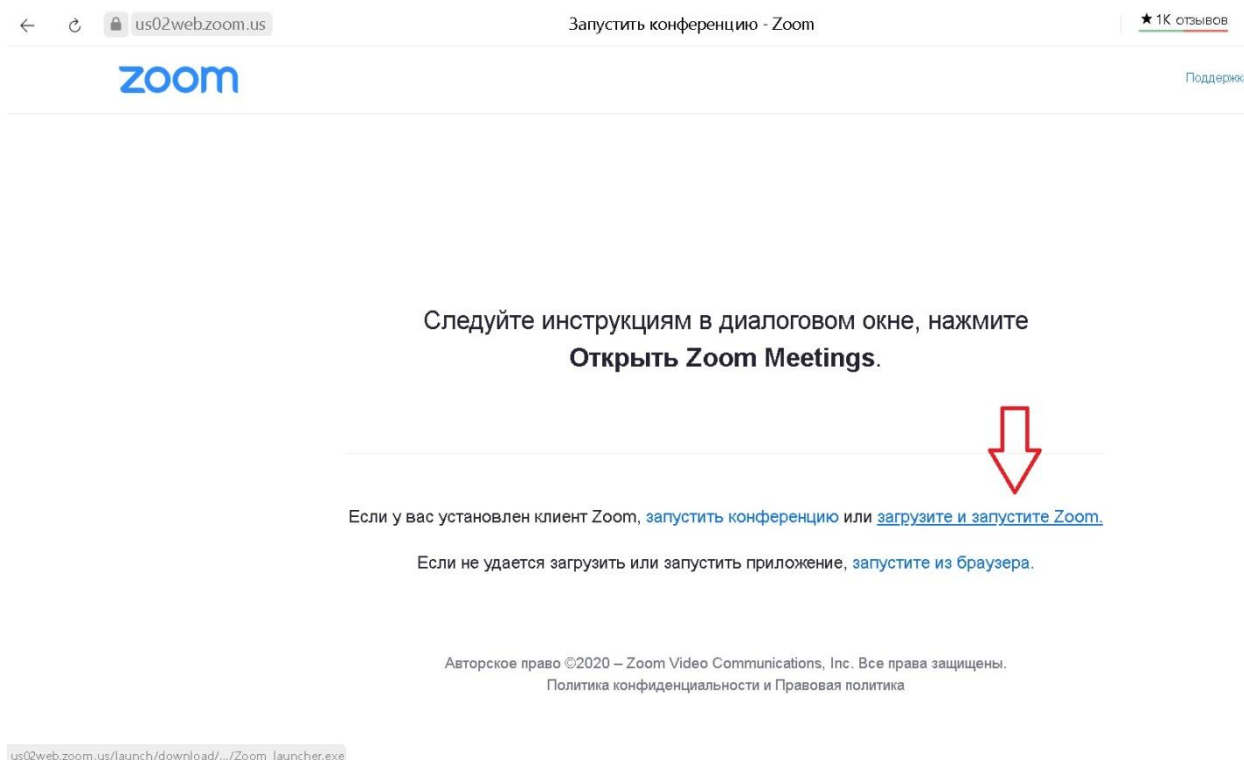 us02web.zoom.us
Запустить конференцию - Zoom
★ 1K отзывов
zoom
Поддержка
Следуйте инструкциям в диалоговом окне, нажмите
Открыть Zoom Meetings.
Если у вас установлен клиент Zoom, запустить конференцию или загрузите и запустите Zoom.
Если не удается загрузить или запустить приложение, запустите из браузера.
Авторское право ©2020 – Zoom Video Communications, Inc. Все права защищены.
Политика конфиденциальности и Правовая политика
us02web.zoom.us/launch/download/.../Zoom_launcher.exe